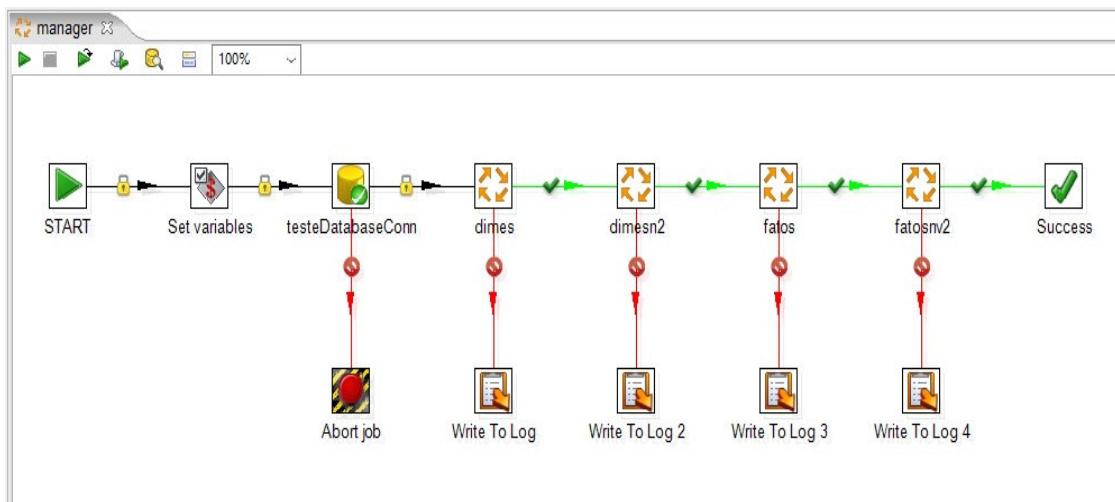 manager
100%
START
Set variables
testeDatabaseConn
dimes
dimesn2
fatos
fatosnv2
Success
Abort job
Write To Log
Write To Log 2
Write To Log 3
Write To Log 4